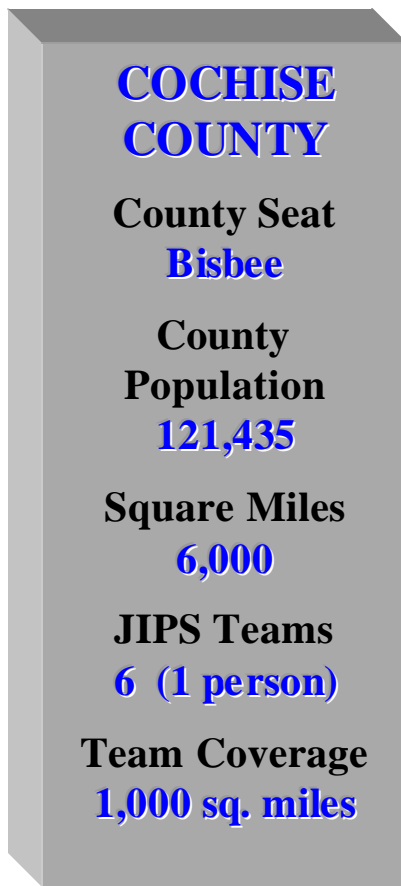 COCHISE
COUNTY
County Seat
Bisbee
County
Population
121,435
Square Miles
6,000
JIPS Teams
6 (1 person)
Team Coverage
1,000 sq. miles